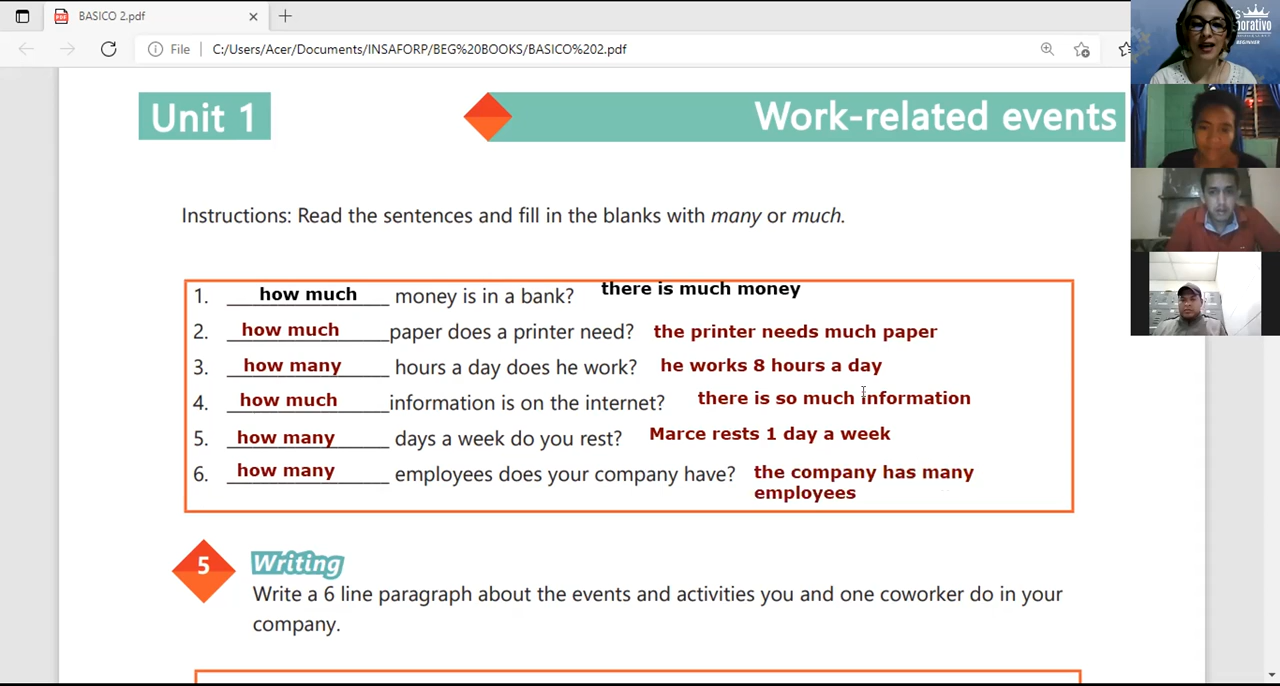 BASICO 2.pdf
File C:/Users/Acer/Documents/INSAFORP/BEG%20BOOKS/BASICO%202.pdf
BEGINNER
Unit 1
Work-related events
Instructions: Read the sentences and fill in the blanks with many or much.
1. how much money is in a bank? there is much money
2. how much paper does a printer need? the printer needs much paper
3. how many hours a day does he work? he works 8 hours a day
4. how much information is on the internet? there is so much information
5. how many days a week do you rest? Marce rests 1 day a week
6. how many employees does your company have? the company has many
employees
5 Writing
Write a 6 line paragraph about the events and activities you and one coworker do in your
company.